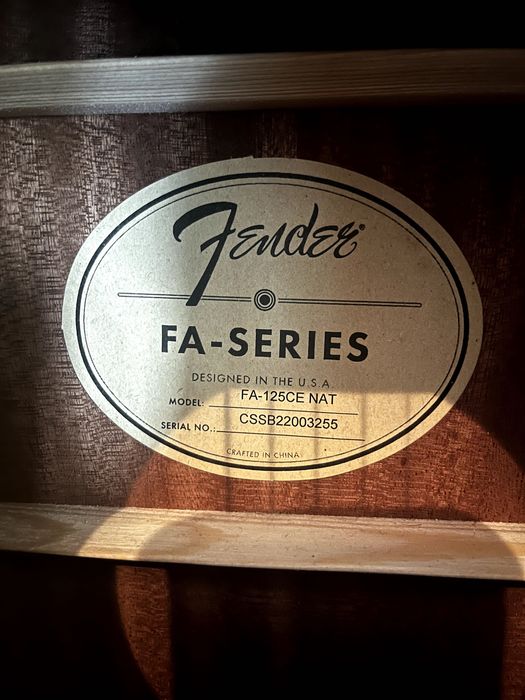 Fender®
FA-SERIES
DESIGNED IN THE U.S.A.
MODEL: FA-125CE NAT
SERIAL NO.: CSSB22003255
CRAFTED IN CHINA